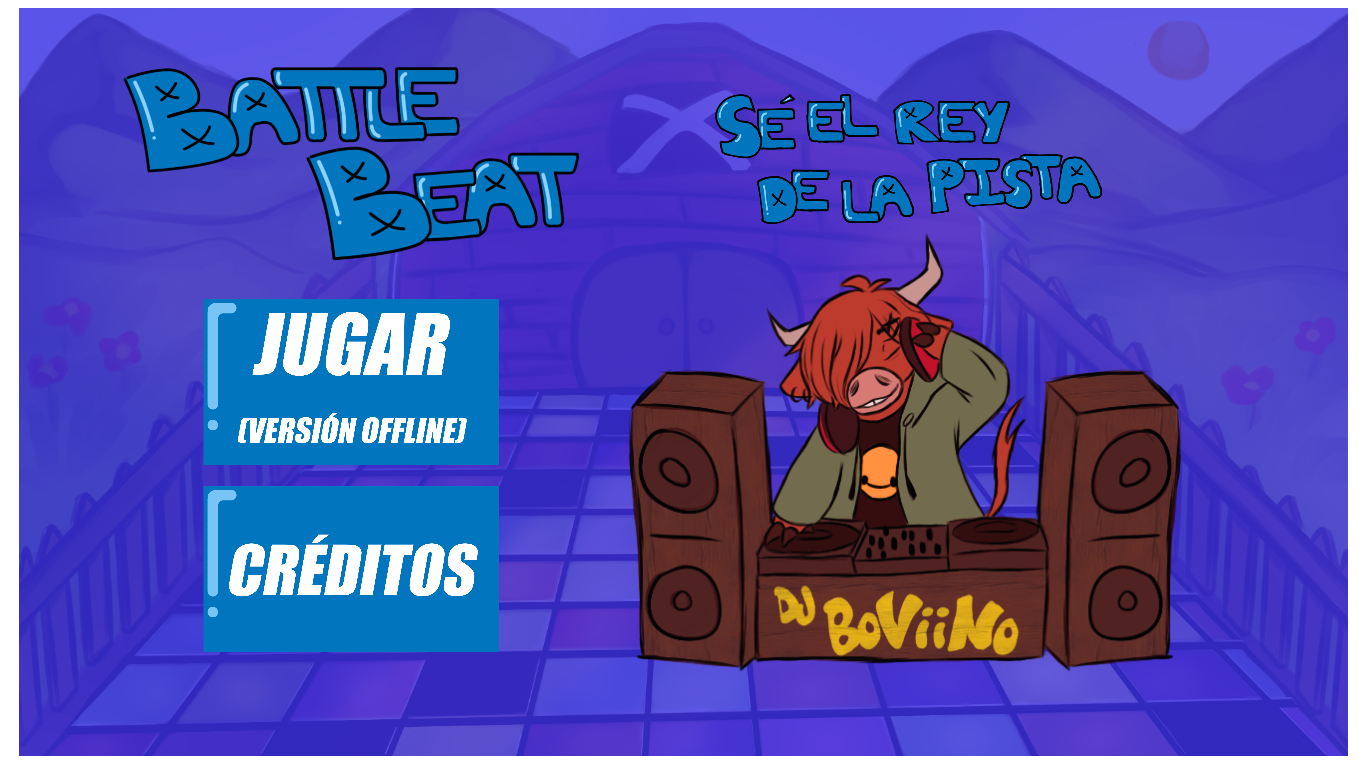 BATTLE
BEAT
SÉ EL REY
DE LA PISTA
JUGAR
(VERSIÓN OFFLINE)
CRÉDITOS
DJ BoViiNo